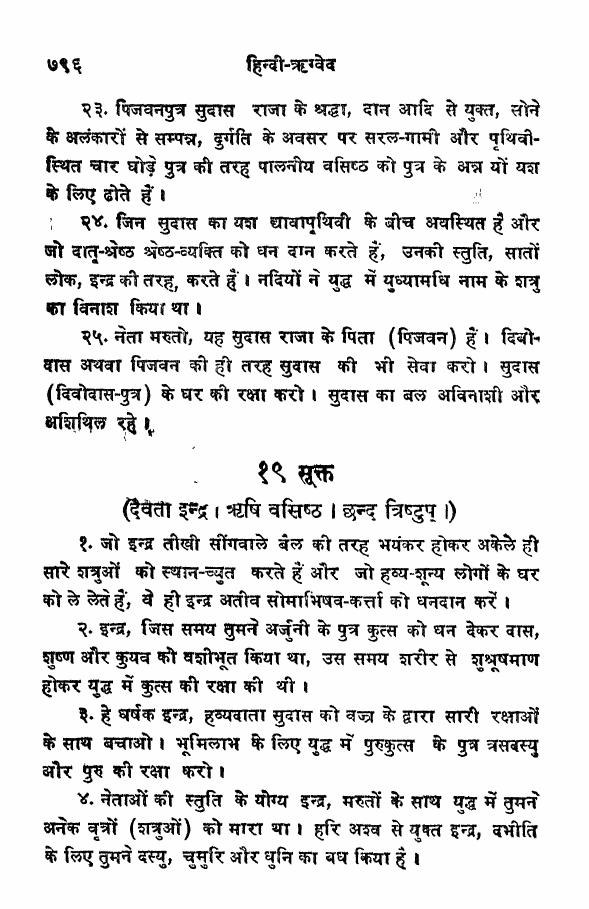 ७९६ हिन्दी-ऋग्वेद
२३. पिजवनपुत्र सुदास राजा के श्रद्धा, दान आदि से युक्त, सोने
के अलंकारों से सम्पन्न, दुर्गति के अवसर पर सरल-गामी और पृथिवी-
स्थित चार घोड़े पुत्र की तरह पालनीय वसिष्ठ को पुत्र के अन्न यों यश
के लिए ढोते हैं।
२४. जिन सुदास का यश द्यावापृथिवी के बीच अवस्थित है और
जो दातृ-श्रेष्ठ श्रेष्ठ-व्यक्ति को धन दान करते हैं, उनकी स्तुति, सातों
लोक, इन्द्र की तरह, करते हैं। नदियों ने युद्ध में युध्यामधि नाम के शत्रु
का विनाश किया था।
२५. नेता मरुतो, यह सुदास राजा के पिता (पिजवन) हैं। दिवो-
दास अथवा पिजवन की ही तरह सुदास की भी सेवा करो। सुदास
(दिवोदास-पुत्र) के घर की रक्षा करो। सुदास का बल अविनाशी और
अशिथिल रहे।
१९ सूक्त
(देवता इन्द्र। ऋषि वसिष्ठ। छन्द त्रिष्टुप्।)
१. जो इन्द्र तीखी सींगवाले बैल की तरह भयंकर होकर अकेले ही
सारे शत्रुओं को स्थान-च्युत करते हैं और जो हव्य-शून्य लोगों के घर
को ले लेते हैं, वे ही इन्द्र अतीव सोमाभिषव-कर्त्ता को धनदान करें।
२. इन्द्र, जिस समय तुमने अर्जुनी के पुत्र कुत्स को धन देकर दास,
शुष्ण और कुयव को वशीभूत किया था, उस समय शरीर से शुश्रूषमाण
होकर युद्ध में कुत्स की रक्षा की थी।
३. हे घर्षक इन्द्र, हव्यदाता सुदास को वज्र के द्वारा सारी रक्षाओं
के साथ बचाओ। भूमिलाभ के लिए युद्ध में पुरुकुत्स के पुत्र त्रसदस्यु
और पुरु की रक्षा करो।
४. नेताओं की स्तुति के योग्य इन्द्र, मरुतों के साथ युद्ध में तुमने
अनेक वृत्रों (शत्रुओं) को मारा था। हरि अश्व से युक्त इन्द्र, दभीति
के लिए तुमने दस्यु, चुमुरि और धुनि का बध किया है।